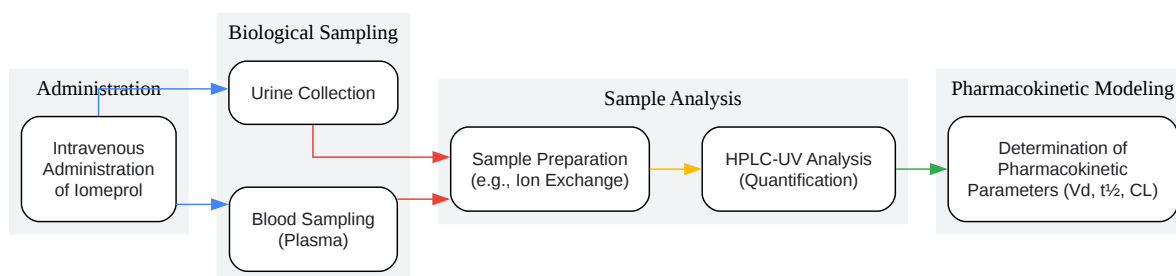 Administration
Intravenous
Administration
of Iomeprol
Biological Sampling
Urine Collection
Blood Sampling
(Plasma)
Sample Analysis
Sample Preparation
(e.g., Ion Exchange)
HPLC-UV Analysis
(Quantification)
Pharmacokinetic Modeling
Determination of
Pharmacokinetic
Parameters (Vd, t½, CL)